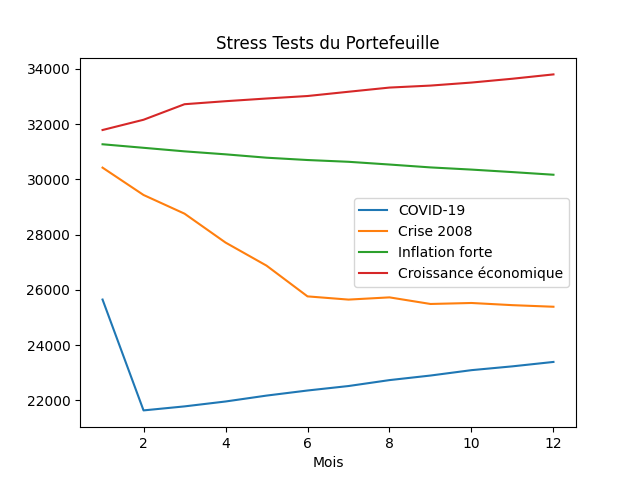 Stress Tests du Portefeuille
34000
32000
30000
28000
26000
24000
22000
COVID-19
Crise 2008
Inflation forte
Croissance économique
2 4 6 8 10 12
Mois